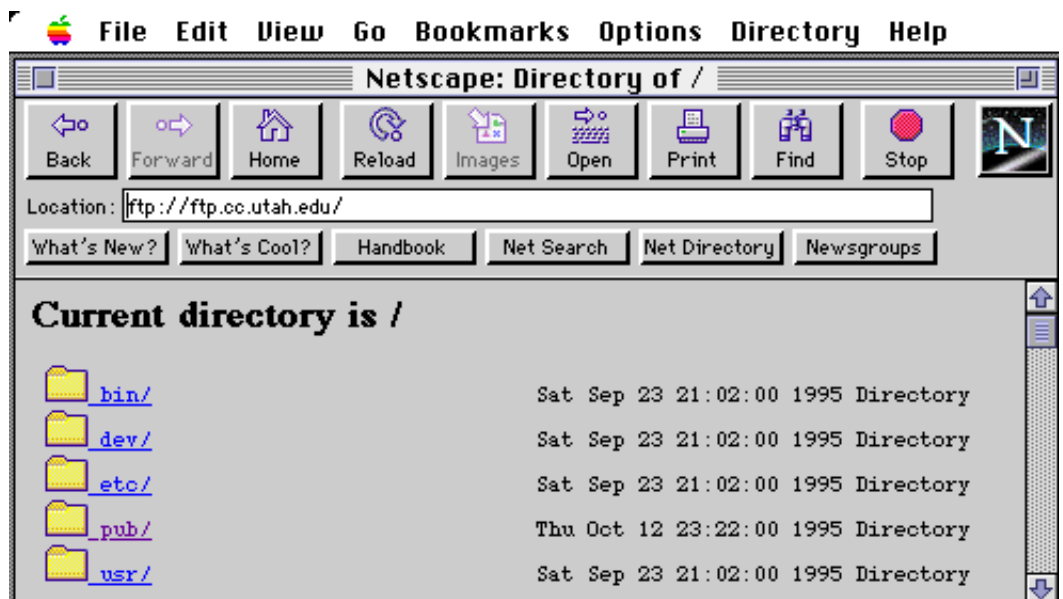 File Edit View Go Bookmarks Options Directory Help
Netscape: Directory of /
Back Forward Home Reload Images Open Print Find Stop N
Location: ftp://ftp.cc.utah.edu/
What's New? What's Cool? Handbook Net Search Net Directory Newsgroups
Current directory is /
bin/ Sat Sep 23 21:02:00 1995 Directory
dev/ Sat Sep 23 21:02:00 1995 Directory
etc/ Sat Sep 23 21:02:00 1995 Directory
pub/ Thu Oct 12 23:22:00 1995 Directory
usr/ Sat Sep 23 21:02:00 1995 Directory